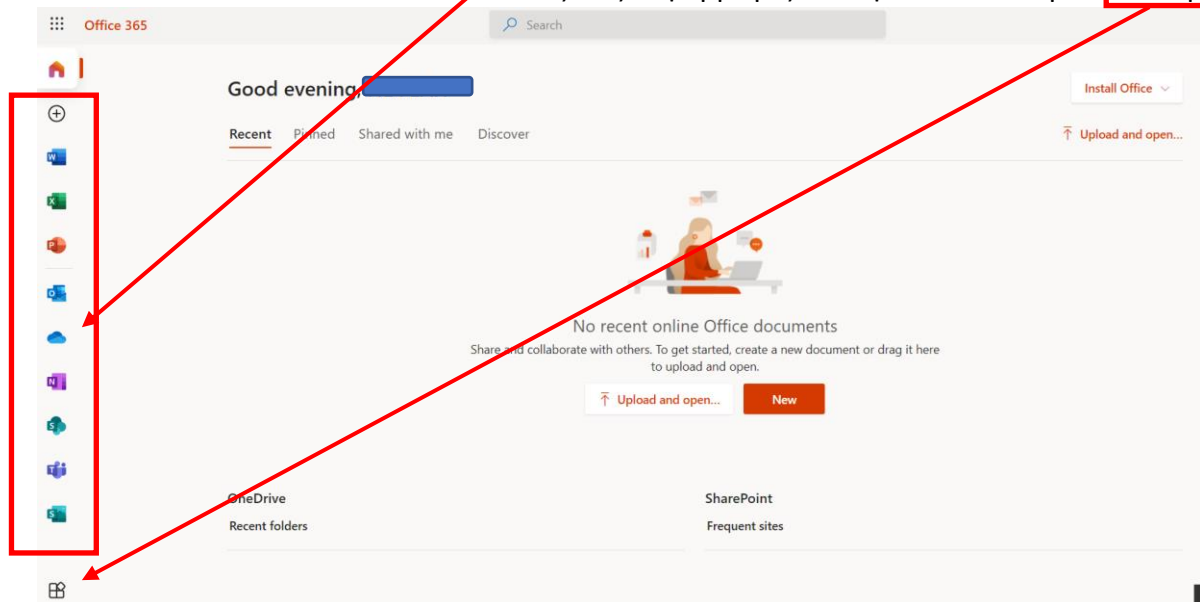 Office 365
Search
Good evening,
Install Office
Recent Pinned Shared with me Discover
Upload and open...
No recent online Office documents
Share and collaborate with others. To get started, create a new document or drag it here
to upload and open.
Upload and open...
New
OneDrive
SharePoint
Recent folders
Frequent sites